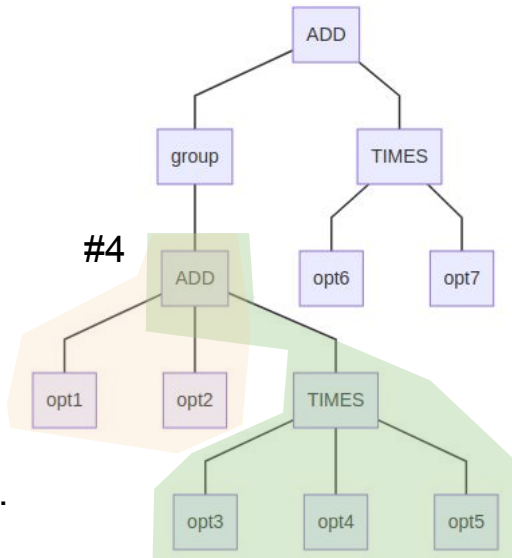 ADD
group TIMES
#4
ADD opt6 opt7
opt1 opt2 TIMES
.
opt3 opt4 opt5